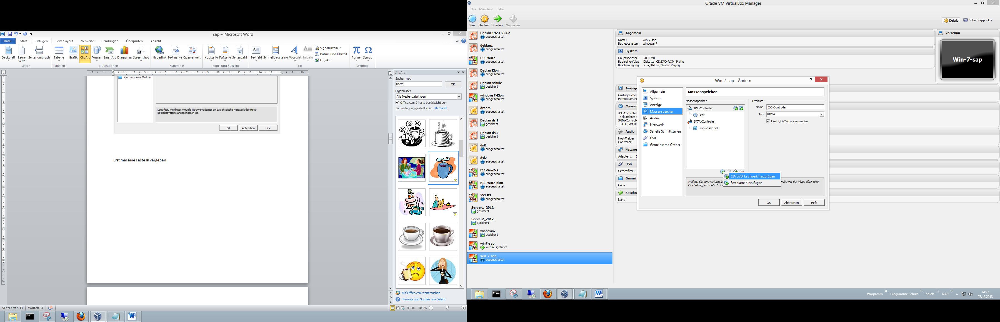 sap - Microsoft Word
Datei Start Einfügen Seitenlayout Verweise Sendungen Überprüfen Ansicht
Deckblatt Leere Seite Seitenumbruch Tabelle Grafik ClipArt Formen SmartArt Diagramm Screenshot Hyperlink Textmarke Querverweis Kopfzeile Fußzeile Seitenzahl Textfeld Schnellbausteine WordArt Initiale Formel Symbol
Signaturzeile
Datum und Uhrzeit
Objekt
Seiten Tabellen Illustrationen Hyperlinks Kopf- und Fußzeile Text Symbole
Gemeinsame Ordner
Legt fest, wie dieser virtuelle Netzwerkadapter an das physische Netzwerk des Host-
Betriebssystems angeschlossen ist.
OK Abbrechen Hilfe
Erst mal eine Feste IP vergeben
ClipArt
Suchen nach:
Kaffe OK
Ergebnisse:
Alle Mediendateitypen
Office.com-Inhalte berücksichtigen
Zur Verfügung gestellt von: Microsoft
Auf Office.com weitersuchen
Hinweise zum Suchen von Bildern
Seite: 4 von 13 Wörter: 94 100 %
Oracle VM VirtualBox Manager
Datei Maschine Hilfe
Neu Ändern Starten Verwerfen
Details Sicherungspunkte
Debian 192.168.2.2
ausgeschaltet
debian1
ausgeschaltet
F11-Win7
ausgeschaltet
Debian Klon
ausgeschaltet
Debian schule
gesichert
windows7-Klon
ausgeschaltet
dream
ausgeschaltet
Debian dsl1
gesichert
Debian dsl2
gesichert
dsl1
ausgeschaltet
dsl2
ausgeschaltet
F11-Win7-2
ausgeschaltet
F11-Win7-Klon
ausgeschaltet
SV1 R2
ausgeschaltet
Server1_2012
gesichert
Server2_2012
gesichert
windows7
gesichert
win7-sap
wird ausgeführt
Win-7-sap
ausgeschaltet
Allgemein
Name: Win-7-sap
Betriebssystem: Windows 7
System
Hauptspeicher: 2000 MB
Bootreihenfolge: Diskette, CD/DVD-ROM, Platte
Beschleunigung: VT-x/AMD-V, Nested Paging
Vorschau
Win-7-sap
Anzeige
Grafikspeicher
Fernsteuerung
Massen
IDE-Controller
Sekundärer M
SATA-Controlle
SATA-Port 0:
Audio
Host-Treiber:
Controller:
Netzwe
Adapter 1: I
USB
Gerätefilter:
Gemein
keine
Beschre
keine
Win-7-sap - Ändern
Allgemein
System
Anzeige
Massenspeicher
Audio
Netzwerk
Serielle Schnittstellen
USB
Gemeinsame Ordner
Massenspeicher
Massenspeicher
IDE-Controller
leer
SATA-Controller
Win-7-sap.vdi
Attribute
Name: IDE-Controller
Typ: PIIX4
Host I/O-Cache verwenden
CD/DVD-Laufwerk hinzufügen
Festplatte hinzufügen
Wählen Sie eine Kategorie n Sie mit der Maus über eine
Einstellung, um mehr Infor
OK Abbrechen Hilfe
Programm Programme Schule Spiele NAS
14:25
07.12.2013